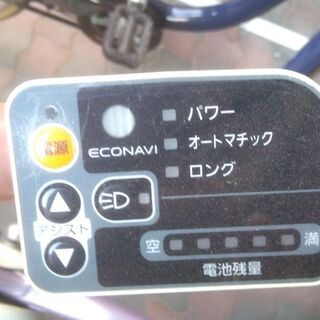 パワー
オートマチック
ロング
電源
ECONAVI
アシスト
空
満
電池残量